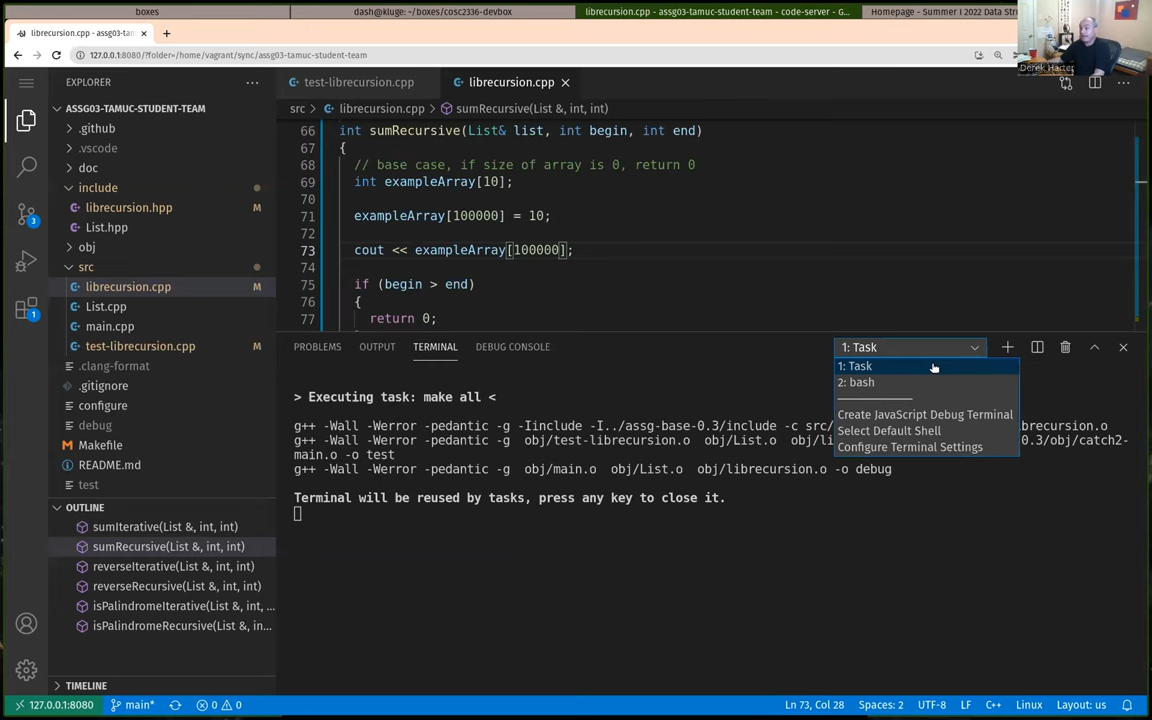 boxes
dash@kluge: ~/boxes/cosc2336-devbox
librecursion.cpp - assg03-tamuc-student-team - code-server - G...
Homepage - Summer I 2022 Data Str
librecursion.cpp - assg03-tamuc
127.0.0.1:8080/?folder=/home/vagrant/sync/assg03-tamuc-student-team
Derek Harter
EXPLORER
test-librecursion.cpp
librecursion.cpp
ASSG03-TAMUC-STUDENT-TEAM
src > librecursion.cpp > sumRecursive(List &, int, int)
.github
.vscode
doc
include
librecursion.hpp M
List.hpp
obj
src
librecursion.cpp M
List.cpp
main.cpp
test-librecursion.cpp M
.clang-format
.gitignore
configure
debug
Makefile
README.md
test
3
1
66 int sumRecursive(List& list, int begin, int end)
67 {
68 // base case, if size of array is 0, return 0
69 int exampleArray[10];
70
71 exampleArray[100000] = 10;
72
73 cout << exampleArray[100000];
74
75 if (begin > end)
76 {
77 return 0;
PROBLEMS OUTPUT TERMINAL DEBUG CONSOLE
1: Task
1: Task
2: bash
Create JavaScript Debug Terminal
Select Default Shell
Configure Terminal Settings
> Executing task: make all <
g++ -Wall -Werror -pedantic -g -Iinclude -I../assg-base-0.3/include -c src/ recursion.o
g++ -Wall -Werror -pedantic -g obj/test-librecursion.o obj/List.o obj/li 0.3/obj/catch2-
main.o -o test
g++ -Wall -Werror -pedantic -g obj/main.o obj/List.o obj/librecursion.o -o debug
Terminal will be reused by tasks, press any key to close it.
OUTLINE
sumIterative(List &, int, int)
sumRecursive(List &, int, int)
reverseIterative(List &, int, int)
reverseRecursive(List &, int, int)
isPalindromeIterative(List &, int, ...
isPalindromeRecursive(List &, in...
TIMELINE
127.0.0.1:8080
main*
0 0
Ln 73, Col 28
Spaces: 2
UTF-8
LF
C++
Linux
Layout: us